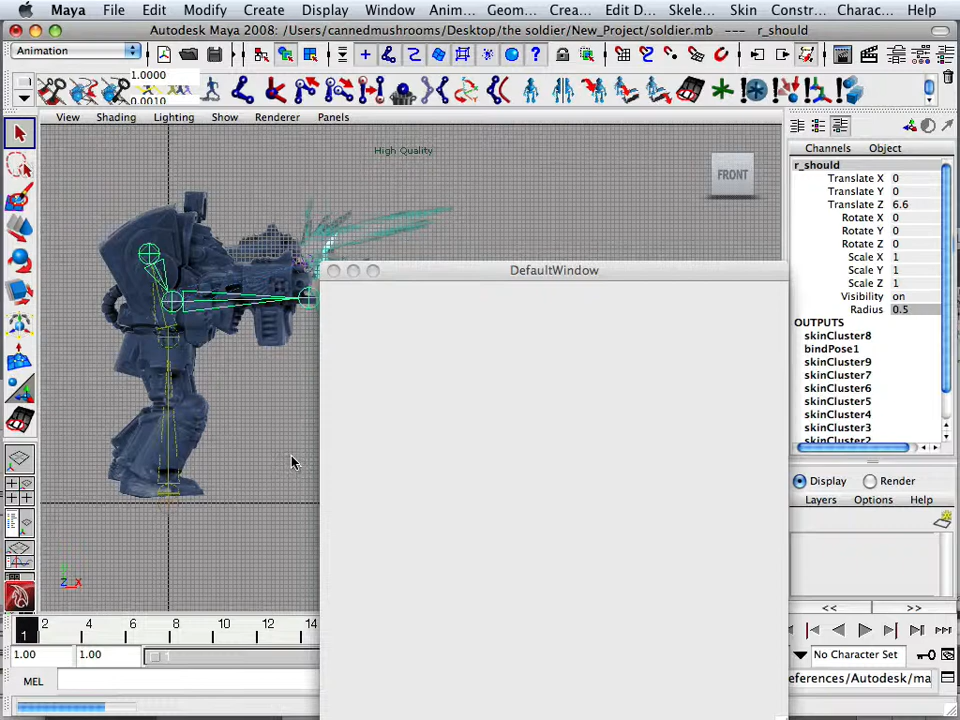 Maya File Edit Modify Create Display Window Anim... Geom... Crea... Edit D... Skele... Skin Constr... Charac... Help
Autodesk Maya 2008: /Users/cannedmushrooms/Desktop/the soldier/New_Project/soldier.mb --- r_should
Animation
1.0000
0.0010
View Shading Lighting Show Renderer Panels
High Quality
FRONT
DefaultWindow
Channels Object
r_should
Translate X 0
Translate Y 0
Translate Z 6.6
Rotate X 0
Rotate Y 0
Rotate Z 0
Scale X 1
Scale Y 1
Scale Z 1
Visibility on
Radius 0.5
OUTPUTS
skinCluster8
bindPose1
skinCluster9
skinCluster7
skinCluster6
skinCluster5
skinCluster4
skinCluster3
skinCluster2
Display Render
Layers Options Help
<< >>
Z X
1 2 4 6 8 10 12 14
1.00 1.00 1
No Character Set
MEL
eferences/Autodesk/ma